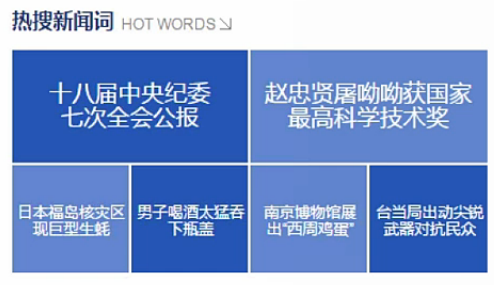 热搜新闻词 HOT WORDS
十八届中央纪委
七次全会公报
赵忠贤屠呦呦获国家
最高科学技术奖
日本福岛核灾区
现巨型生蚝
男子喝酒太猛吞
下瓶盖
南京博物馆展
出“西周鸡蛋”
台当局出动尖锐
武器对抗民众